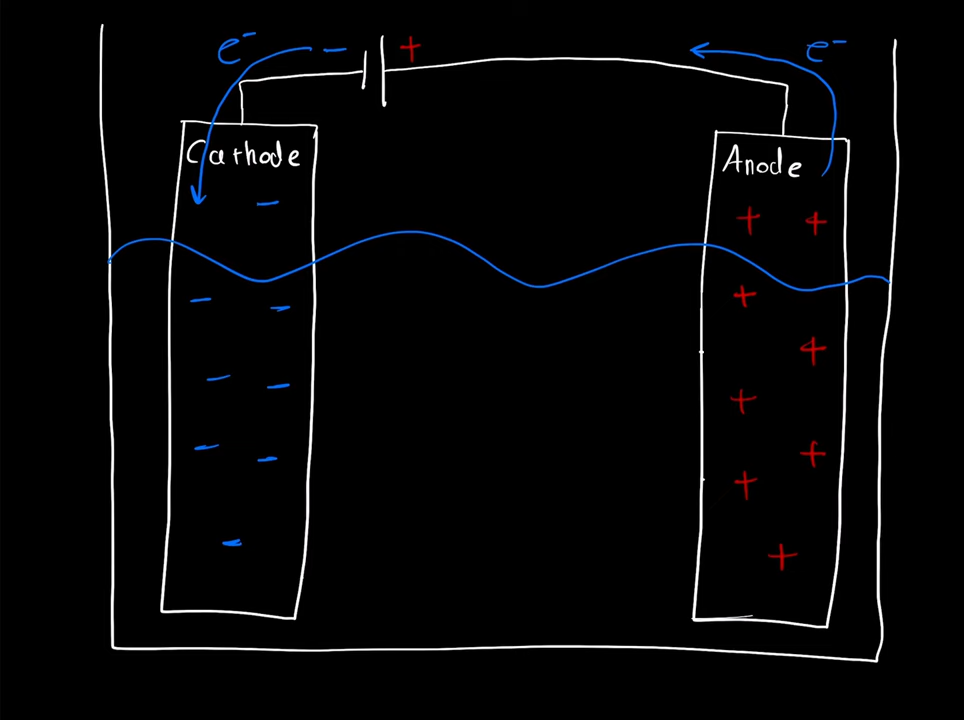 e⁻ − + e⁻
Cathode Anode
− + +
− − +
+
− − +
− − +
+
− +